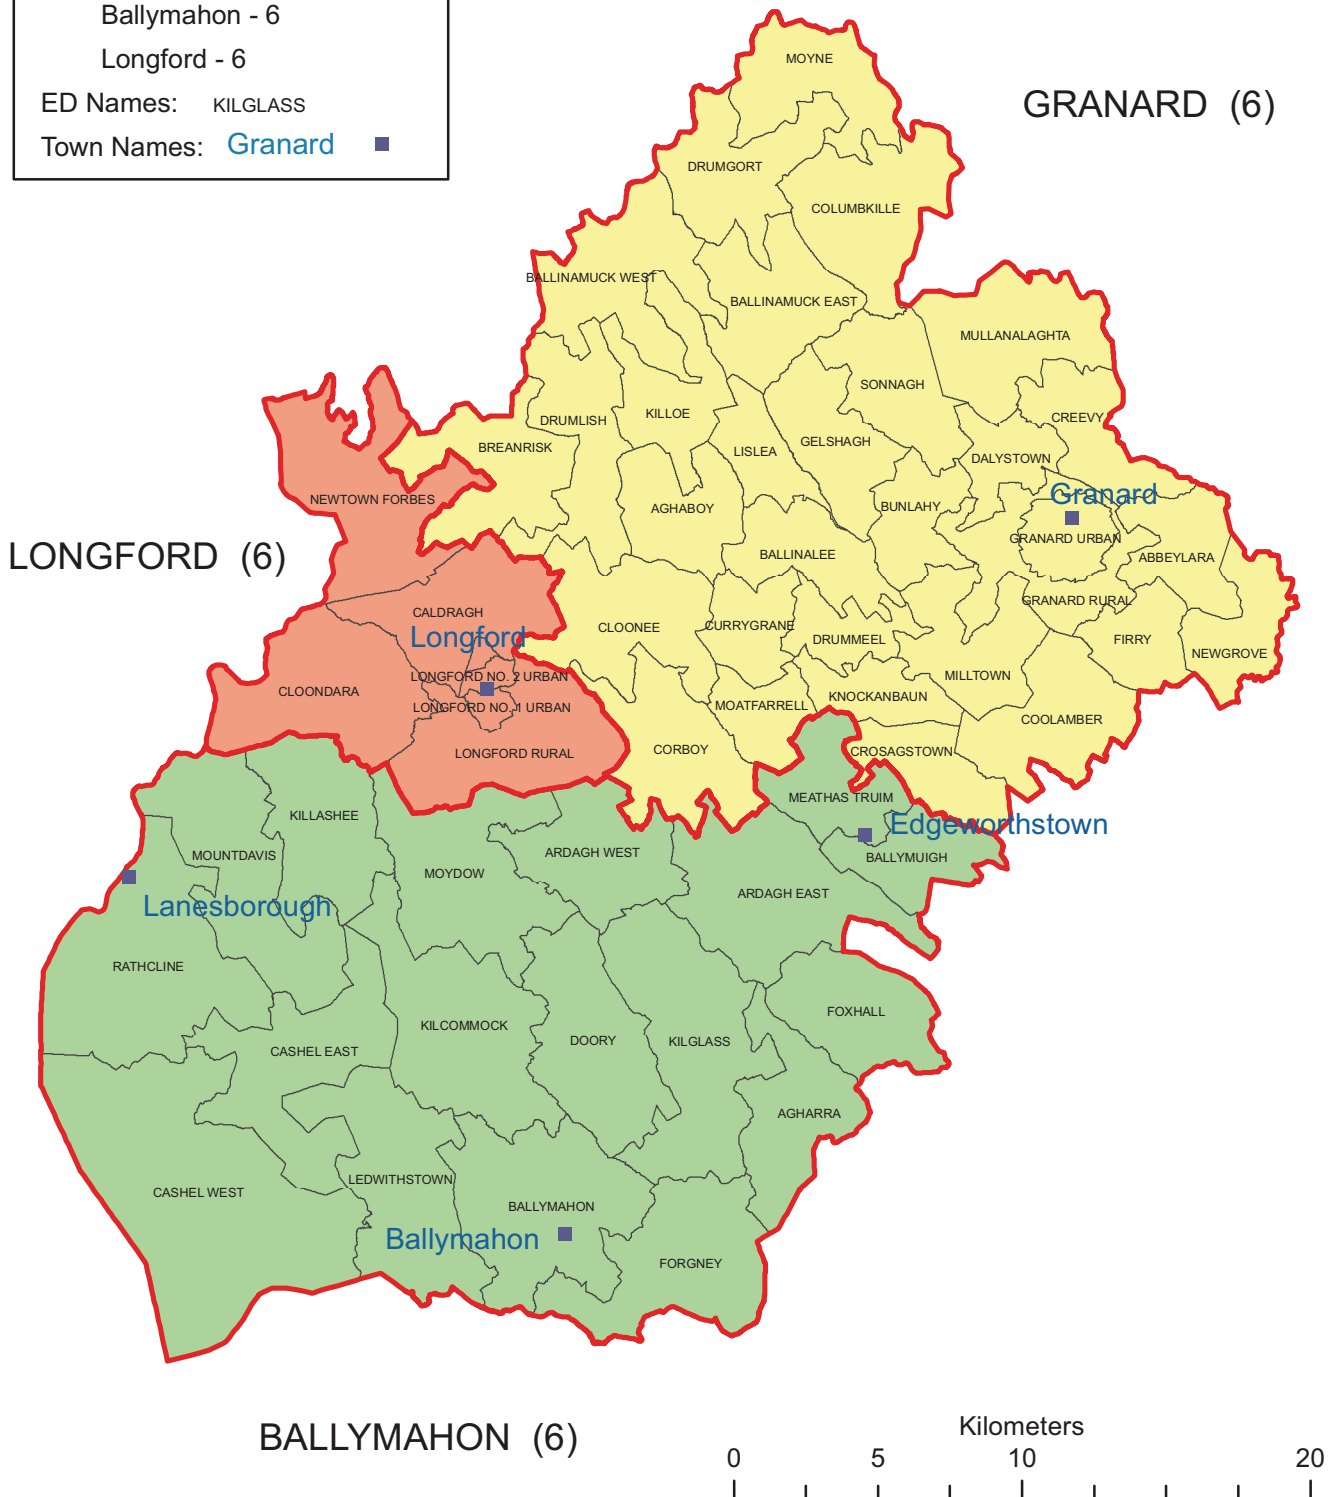 Ballymahon - 6
Longford - 6
ED Names: KILGLASS
Town Names: Granard
GRANARD (6)
MOYNE
DRUMGORT
COLUMBKILLE
BALLINAMUCK WEST
BALLINAMUCK EAST
MULLANALAGHTA
SONNAGH
CREEVY
DRUMLISH
KILLOE
BREANRISK
LISLEA
GELSHAGH
DALYSTOWN
NEWTOWN FORBES
Granard
AGHABOY
BUNLAHY
GRANARD URBAN
LONGFORD (6)
BALLINALEE
ABBEYLARA
GRANARD RURAL
CALDRAGH
Longford
CLOONEE
CURRYGRANE
DRUMMEEL
FIRRY
NEWGROVE
LONGFORD NO. 2 URBAN
MILLTOWN
CLOONDARA
KNOCKANBAUN
LONGFORD NO. 1 URBAN
MOATFARRELL
COOLAMBER
LONGFORD RURAL
CORBOY
CROSAGSTOWN
MEATHAS TRUIM
KILLASHEE
Edgeworthstown
MOUNTDAVIS
ARDAGH WEST
BALLYMUIGH
MOYDOW
ARDAGH EAST
Lanesborough
RATHCLINE
FOXHALL
KILCOMMOCK
DOORY
KILGLASS
CASHEL EAST
AGHARRA
LEDWITHSTOWN
CASHEL WEST
BALLYMAHON
Ballymahon
FORGNEY
BALLYMAHON (6)
Kilometers
0 5 10 20